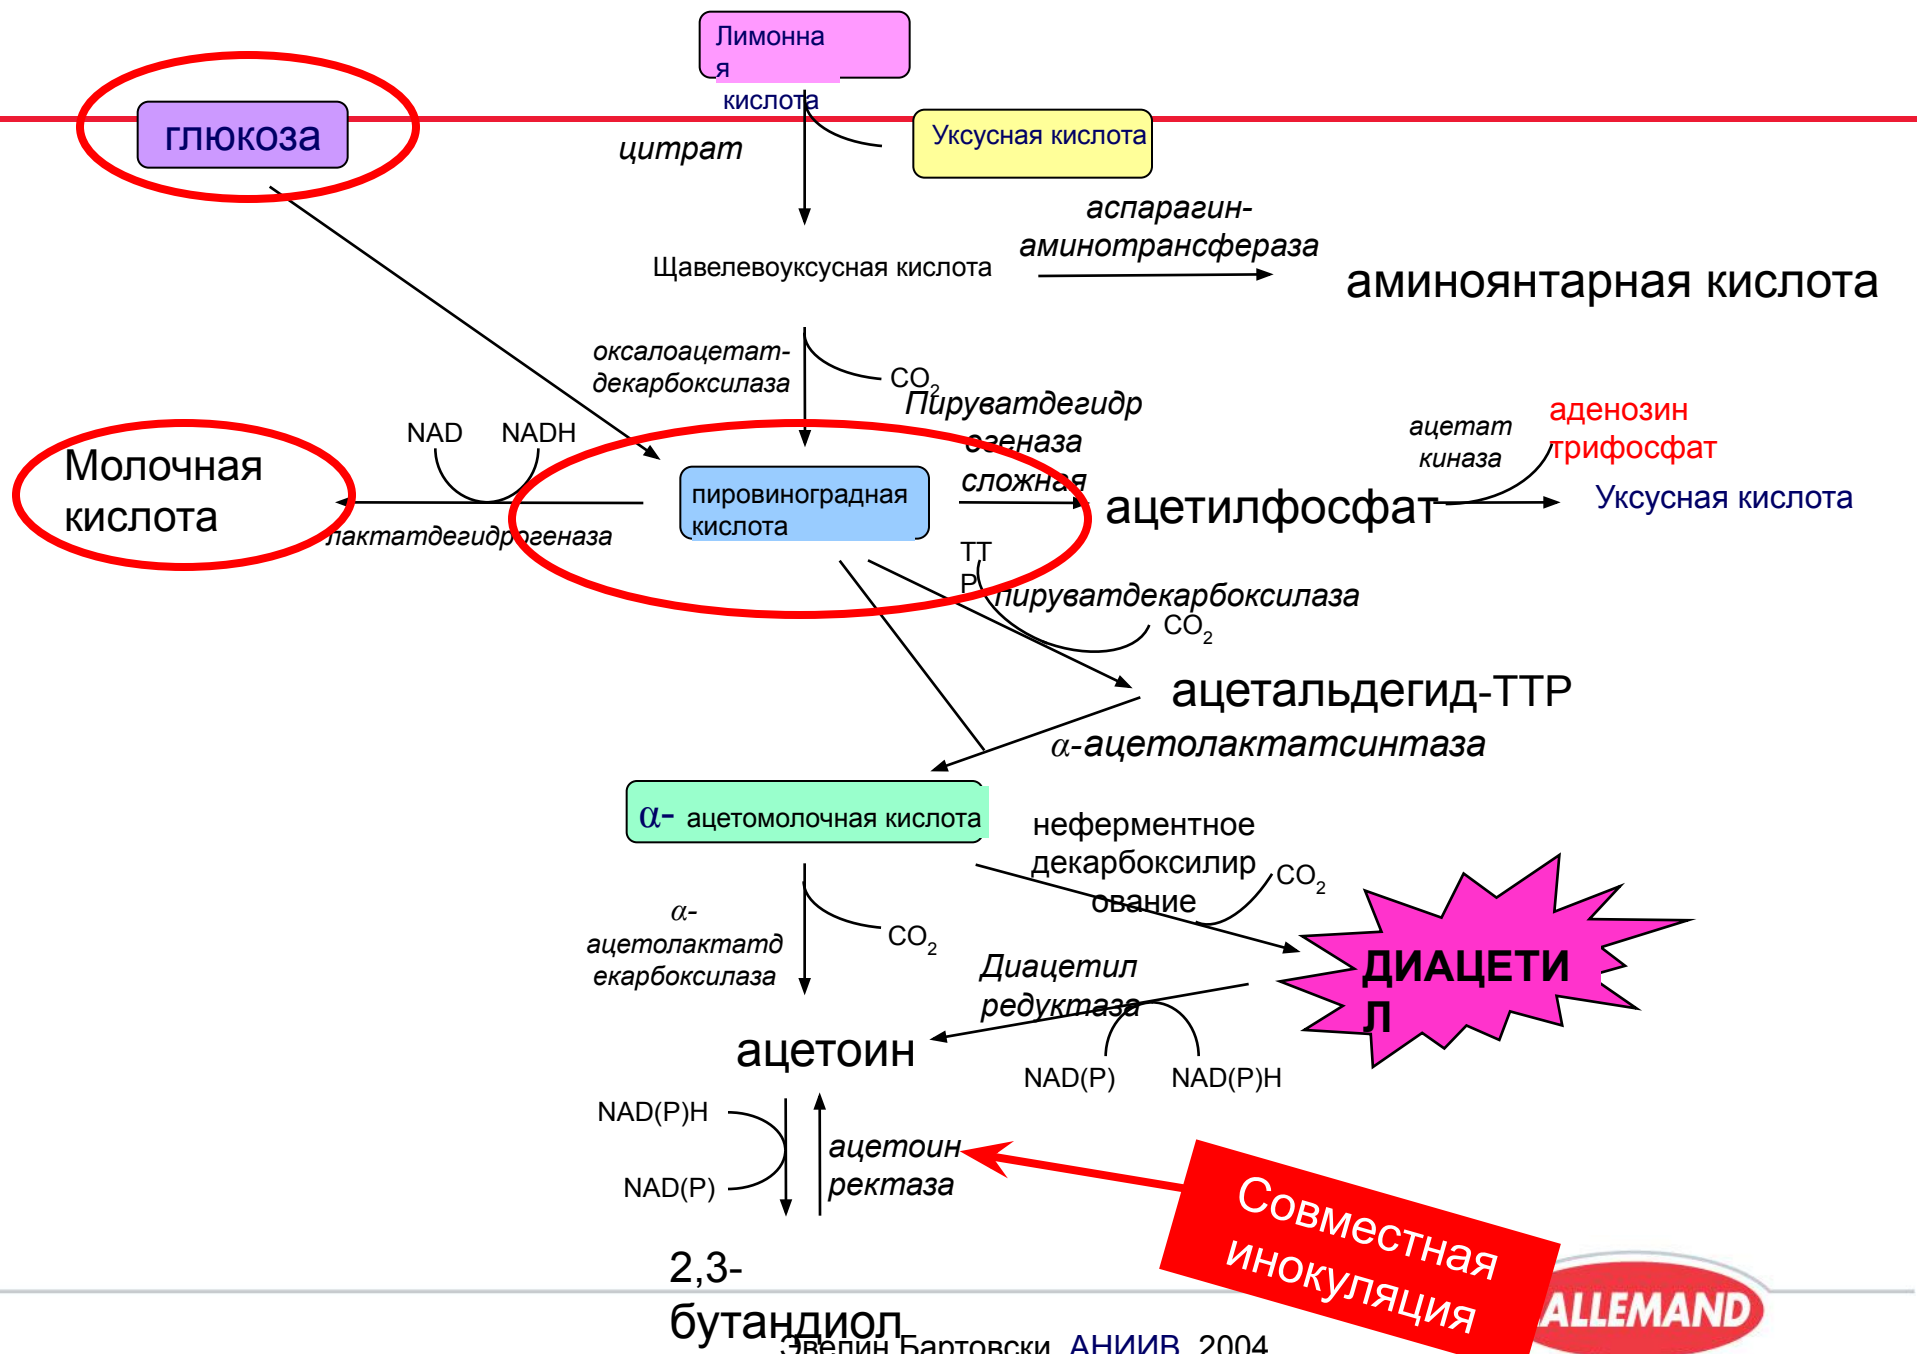 Лимонна
я
кислота
глюкоза
цитрат
Уксусная кислота
аспарагин-
аминотрансфераза
Щавелевоуксусная кислота
аминоянтарная кислота
оксалоацетат-
декарбоксилаза
CO2
Пируватдегидр
огеназа
сложная
ацетат
киназа
аденозин
трифосфат
NAD NADH
Молочная
кислота
пировиноградная
кислота
ацетилфосфат
Уксусная кислота
лактатдегидрогеназа
TT
P
пируватдекарбоксилаза
CO2
ацетальдегид-TTP
α-ацетолактатсинтаза
α- ацетомолочная кислота
неферментное
декарбоксилир
ование
CO2
α-
ацетолактатд
екарбоксилаза
CO2
Диацетил
редуктаза
ДИАЦЕТИ
Л
ацетоин
NAD(P) NAD(P)H
NAD(P)H
ацетоин
ректаза
NAD(P)
Совместная
инокуляция
2,3-
бутандиол
Эвелин Бартовски, АНИИВ, 2004
ALLEMAND